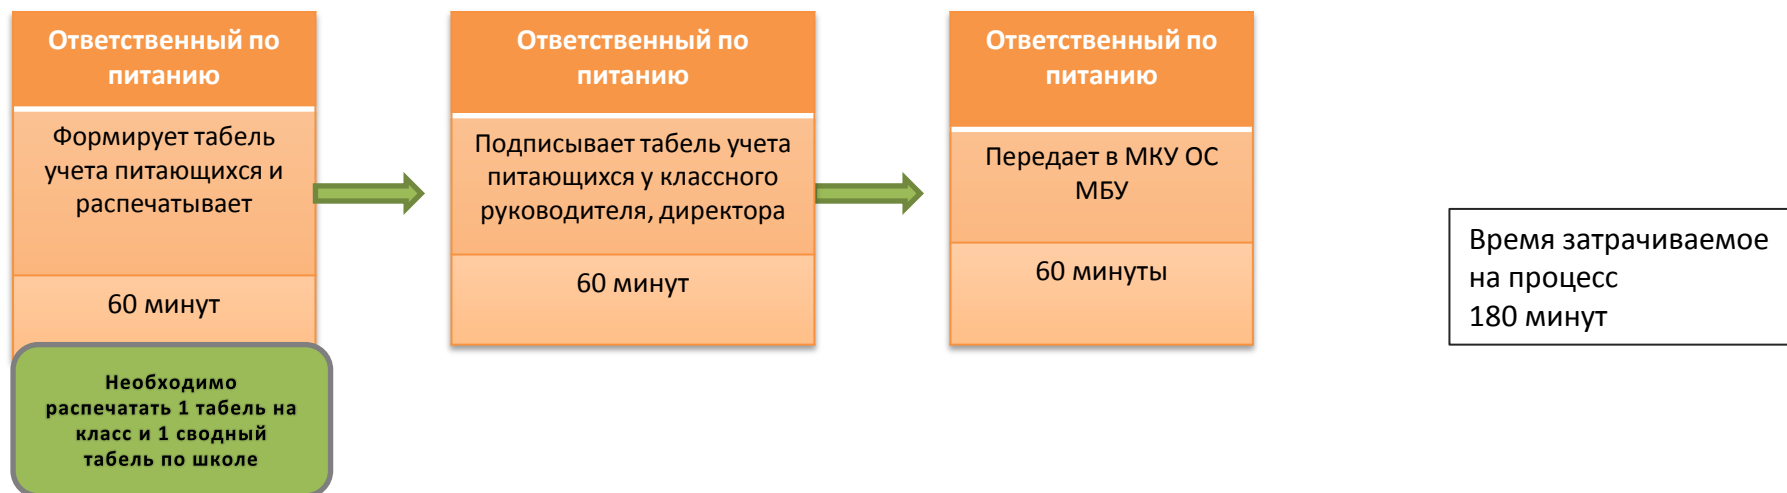 Ответственный по
питанию
Формирует табель
учета питающихся и
распечатывает
60 минут
Необходимо
распечатать 1 табель на
класс и 1 сводный
табель по школе
Ответственный по
питанию
Подписывает табель учета
питающихся у классного
руководителя, директора
60 минут
Ответственный по
питанию
Передает в МКУ ОС
МБУ
60 минуты
Время затрачиваемое
на процесс
180 минут